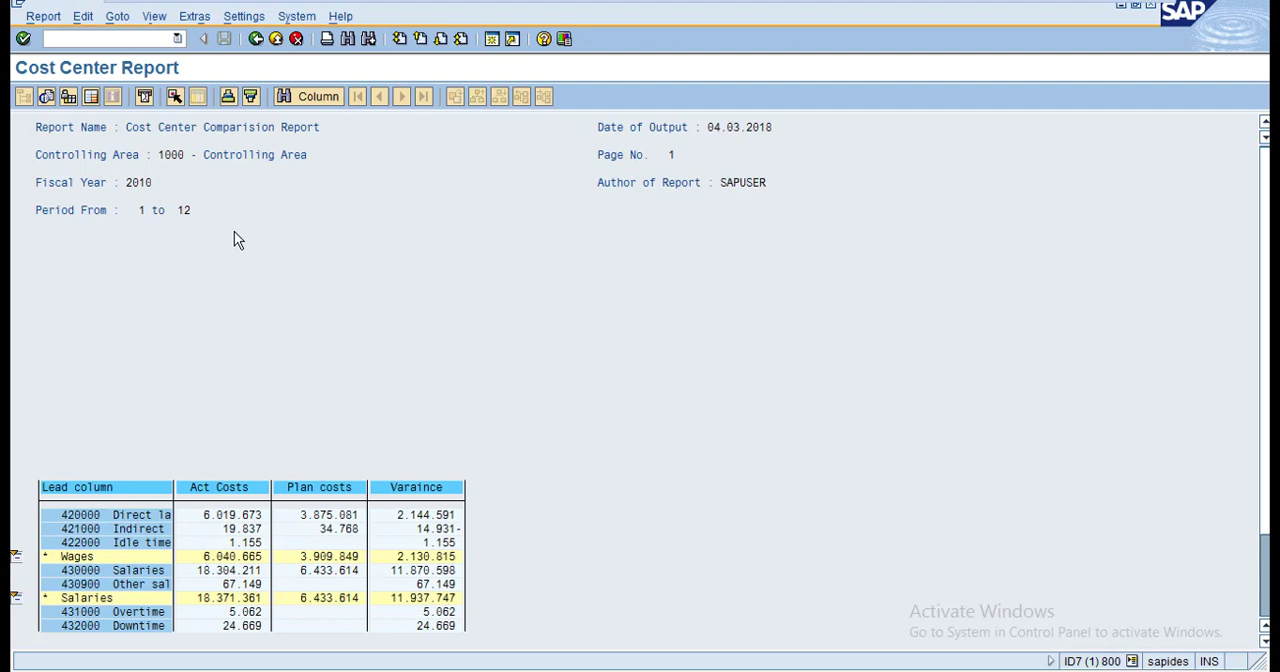 Report Edit Goto View Extras Settings System Help
SAP
Cost Center Report
Column
Report Name : Cost Center Comparision Report
Date of Output : 04.03.2018
Controlling Area : 1000 - Controlling Area
Page No. 1
Fiscal Year : 2010
Author of Report : SAPUSER
Period From : 1 to 12
Lead column Act Costs Plan costs Varaince
420000 Direct la 6.019.673 3.875.081 2.144.591
421000 Indirect 19.837 34.768 14.931-
422000 Idle time 1.155 1.155
* Wages 6.040.665 3.909.849 2.130.815
430000 Salaries 18.304.211 6.433.614 11.870.598
430900 Other sal 67.149 67.149
* Salaries 18.371.361 6.433.614 11.937.747
431000 Overtime 5.062 5.062
432000 Downtime 24.669 24.669
Activate Windows
Go to System in Control Panel to activate Windows.
ID7 (1) 800 sapides INS